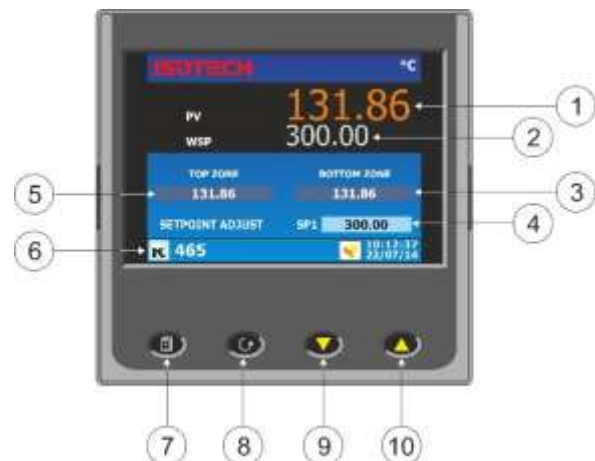 ISOTECH °C
PV 131.86
WSP 300.00
TOP ZONE BOTTOM ZONE
131.86 131.86
SETPOINT ADJUST SP1 300.00
465 10:12:37
22/07/14
1
2
3
4
5
6
7
8
9
10